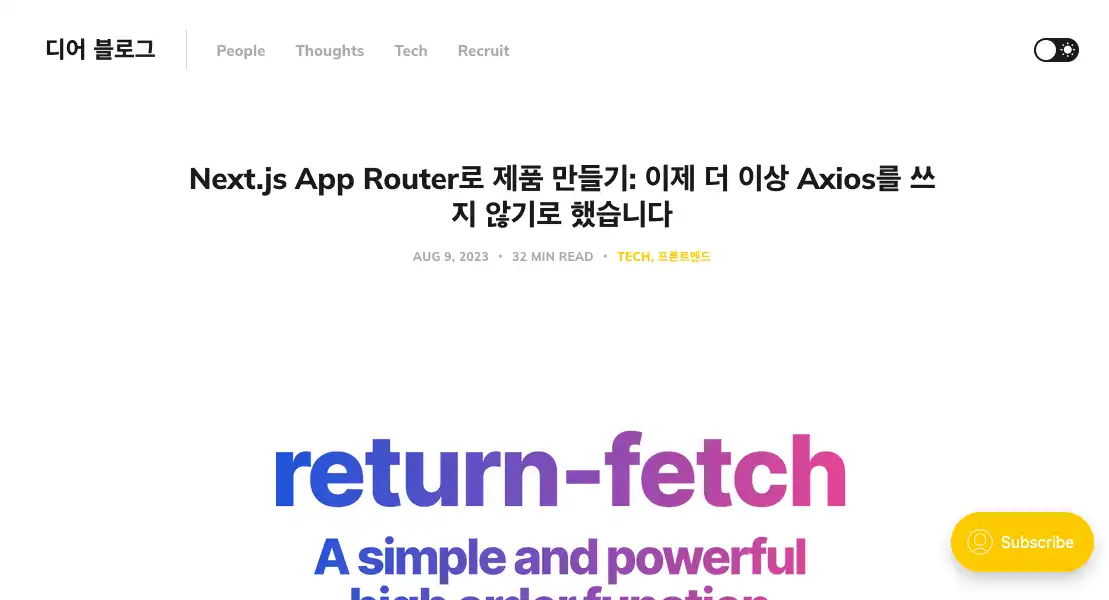 디어 블로그
People Thoughts Tech Recruit
Next.js App Router로 제품 만들기: 이제 더 이상 Axios를 쓰
지 않기로 했습니다
AUG 9, 2023 • 32 MIN READ • TECH, 프론트엔드
return-fetch
A simple and powerful
high order function
Subscribe